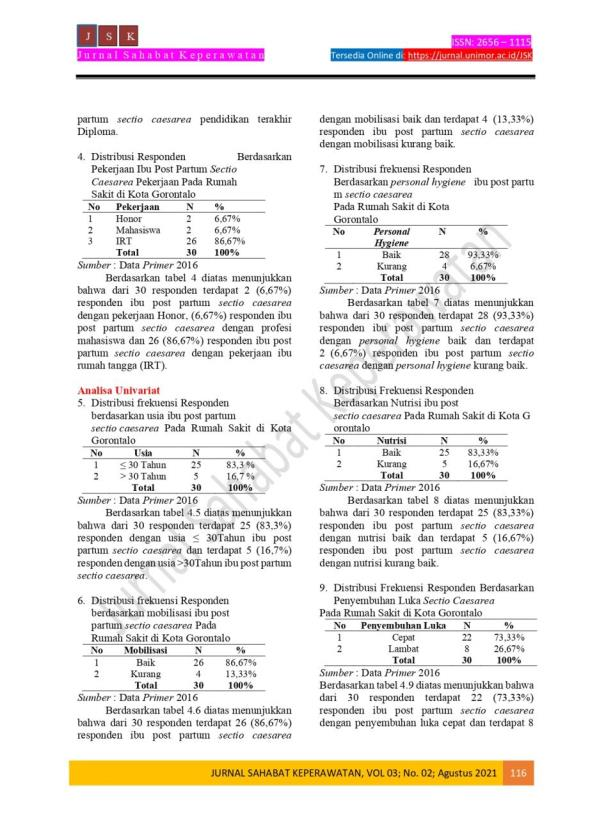 J S K
Jurnal Sahabat Keperawatan
ISSN: 2656 – 1115
Tersedia Online di: https://jurnal.unimor.ac.id/JSK
partum sectio caesarea pendidikan terakhir
Diploma.
4. Distribusi Responden Berdasarkan
Pekerjaan Ibu Post Partum Sectio
Caesarea Pekerjaan Pada Rumah
Sakit di Kota Gorontalo
No Pekerjaan N %
1 Honor 2 6,67%
2 Mahasiswa 2 6,67%
3 IRT 26 86,67%
Total 30 100%
Sumber : Data Primer 2016
Berdasarkan tabel 4 diatas menunjukkan
bahwa dari 30 responden terdapat 2 (6,67%)
responden ibu post partum sectio caesarea
dengan pekerjaan Honor, (6,67%) responden ibu
post partum sectio caesarea dengan profesi
mahasiswa dan 26 (86,67%) responden ibu post
partum sectio caesarea dengan pekerjaan ibu
rumah tangga (IRT).
Analisa Univariat
5. Distribusi frekuensi Responden
berdasarkan usia ibu post partum
sectio caesarea Pada Rumah Sakit di Kota
Gorontalo
No Usia N %
1 ≤ 30 Tahun 25 83,3 %
2 > 30 Tahun 5 16,7 %
Total 30 100%
Sumber : Data Primer 2016
Berdasarkan tabel 4.5 diatas menunjukkan
bahwa dari 30 responden terdapat 25 (83,3%)
responden dengan usia ≤ 30Tahun ibu post
partum sectio caesarea dan terdapat 5 (16,7%)
responden dengan usia >30Tahun ibu post partum
sectio caesarea.
6. Distribusi frekuensi Responden
berdasarkan mobilisasi ibu post
partum sectio caesarea Pada
Rumah Sakit di Kota Gorontalo
No Mobilisasi N %
1 Baik 26 86,67%
2 Kurang 4 13,33%
Total 30 100%
Sumber : Data Primer 2016
Berdasarkan tabel 4.6 diatas menunjukkan
bahwa dari 30 responden terdapat 26 (86,67%)
responden ibu post partum sectio caesarea
dengan mobilisasi baik dan terdapat 4 (13,33%)
responden ibu post partum sectio caesarea
dengan mobilisasi kurang baik.
7. Distribusi frekuensi Responden
Berdasarkan personal hygiene ibu post partu
m sectio caesarea
Pada Rumah Sakit di Kota
Gorontalo
No Personal Hygiene N %
1 Baik 28 93,33%
2 Kurang 4 6,67%
Total 30 100%
Sumber : Data Primer 2016
Berdasarkan tabel 7 diatas menunjukkan
bahwa dari 30 responden terdapat 28 (93,33%)
responden ibu post partum sectio caesarea
dengan personal hygiene baik dan terdapat
2 (6,67%) responden ibu post partum sectio
caesarea dengan personal hygiene kurang baik.
8. Distribusi Frekuensi Responden
Berdasarkan Nutrisi ibu post
sectio caesarea Pada Rumah Sakit di Kota G
orontalo
No Nutrisi N %
1 Baik 25 83,33%
2 Kurang 5 16,67%
Total 30 100%
Sumber : Data Primer 2016
Berdasarkan tabel 8 diatas menunjukkan
bahwa dari 30 responden terdapat 25 (83,33%)
responden ibu post partum sectio caesarea
dengan nutrisi baik dan terdapat 5 (16,67%)
responden ibu post partum sectio caesarea
dengan nutrisi kurang baik.
9. Distribusi Frekuensi Responden Berdasarkan
Penyembuhan Luka Sectio Caesarea
Pada Rumah Sakit di Kota Gorontalo
No Penyembuhan Luka N %
1 Cepat 22 73,33%
2 Lambat 8 26,67%
Total 30 100%
Sumber : Data Primer 2016
Berdasarkan tabel 4.9 diatas menunjukkan bahwa
dari 30 responden terdapat 22 (73,33%)
responden ibu post partum sectio caesarea
dengan penyembuhan luka cepat dan terdapat 8
Jurnal Sahabat Keperawatan
JURNAL SAHABAT KEPERAWATAN, VOL 03; No. 02; Agustus 2021 116